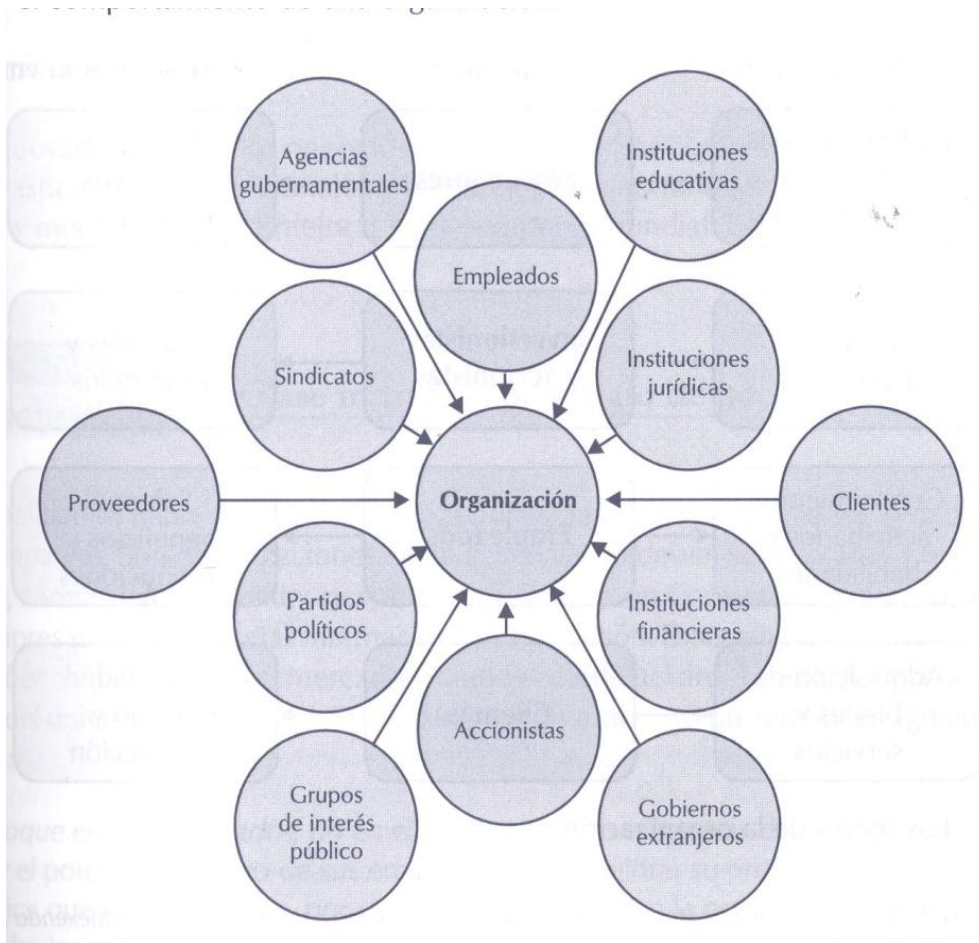 Agencias
gubernamentales
Instituciones
educativas
Empleados
Sindicatos
Instituciones
jurídicas
Proveedores
Organización
Clientes
Partidos
políticos
Instituciones
financieras
Accionistas
Grupos
de interés
público
Gobiernos
extranjeros